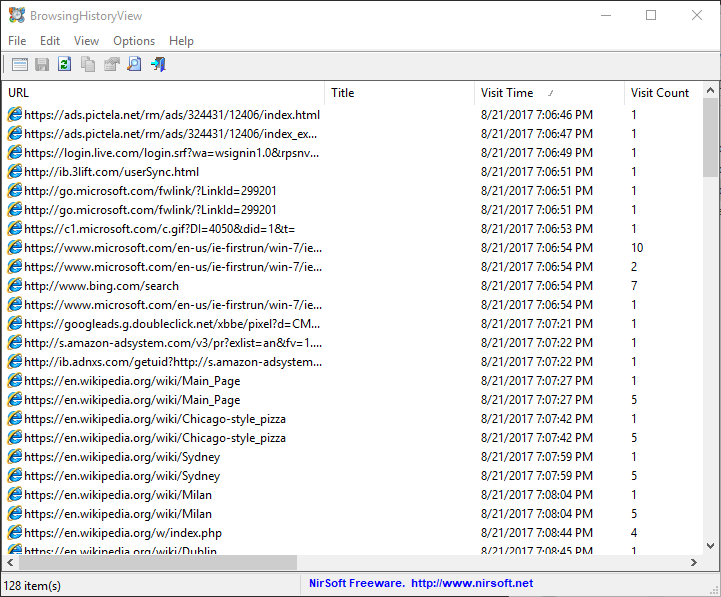 BrowsingHistoryView
File Edit View Options Help
URL Title Visit Time Visit Count
https://ads.pictela.net/rm/ads/324431/12406/index.html 8/21/2017 7:06:46 PM 1
https://ads.pictela.net/rm/ads/324431/12406/index_ex... 8/21/2017 7:06:47 PM 1
https://login.live.com/login.srf?wa=wsignin1.0&rpsnv... 8/21/2017 7:06:49 PM 1
http://ib.3lift.com/userSync.html 8/21/2017 7:06:51 PM 1
http://go.microsoft.com/fwlink/?LinkId=299201 8/21/2017 7:06:51 PM 1
http://go.microsoft.com/fwlink/?LinkId=299201 8/21/2017 7:06:51 PM 1
https://c1.microsoft.com/c.gif?DI=4050&did=1&t= 8/21/2017 7:06:53 PM 1
https://www.microsoft.com/en-us/ie-firstrun/win-7/ie... 8/21/2017 7:06:54 PM 10
https://www.microsoft.com/en-us/ie-firstrun/win-7/ie... 8/21/2017 7:06:54 PM 2
http://www.bing.com/search 8/21/2017 7:06:54 PM 7
https://www.microsoft.com/en-us/ie-firstrun/win-7/ie... 8/21/2017 7:06:54 PM 1
https://googleads.g.doubleclick.net/xbbe/pixel?d=CM... 8/21/2017 7:07:21 PM 1
http://s.amazon-adsystem.com/v3/pr?exlist=an&fv=1.... 8/21/2017 7:07:22 PM 1
http://ib.adnxs.com/getuid?http://s.amazon-adsystem... 8/21/2017 7:07:22 PM 1
https://en.wikipedia.org/wiki/Main_Page 8/21/2017 7:07:27 PM 1
https://en.wikipedia.org/wiki/Main_Page 8/21/2017 7:07:27 PM 5
https://en.wikipedia.org/wiki/Chicago-style_pizza 8/21/2017 7:07:42 PM 1
https://en.wikipedia.org/wiki/Chicago-style_pizza 8/21/2017 7:07:42 PM 5
https://en.wikipedia.org/wiki/Sydney 8/21/2017 7:07:59 PM 1
https://en.wikipedia.org/wiki/Sydney 8/21/2017 7:07:59 PM 5
https://en.wikipedia.org/wiki/Milan 8/21/2017 7:08:04 PM 1
https://en.wikipedia.org/wiki/Milan 8/21/2017 7:08:04 PM 5
https://en.wikipedia.org/w/index.php 8/21/2017 7:08:44 PM 4
https://en.wikipedia.org/wiki/Dublin 8/21/2017 7:08:45 PM 1
128 item(s) NirSoft Freeware. http://www.nirsoft.net